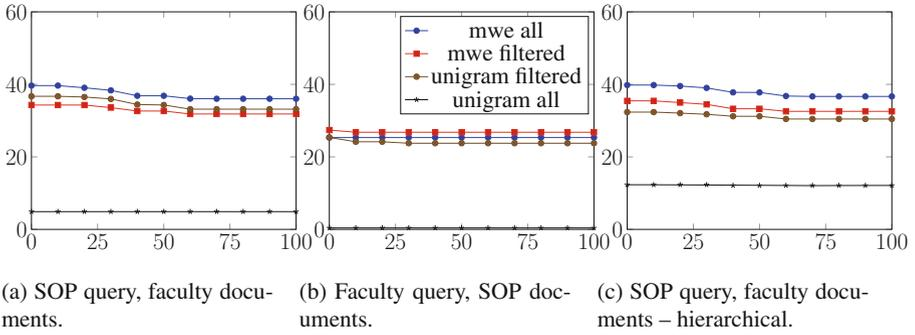 60
40
20
0
0 25 50 75 100
60
40
20
0
0 25 50 75 100
mwe all
mwe filtered
unigram filtered
unigram all
60
40
20
0
0 25 50 75 100
(a) SOP query, faculty docu-
ments.
(b) Faculty query, SOP doc-
uments.
(c) SOP query, faculty docu-
ments – hierarchical.